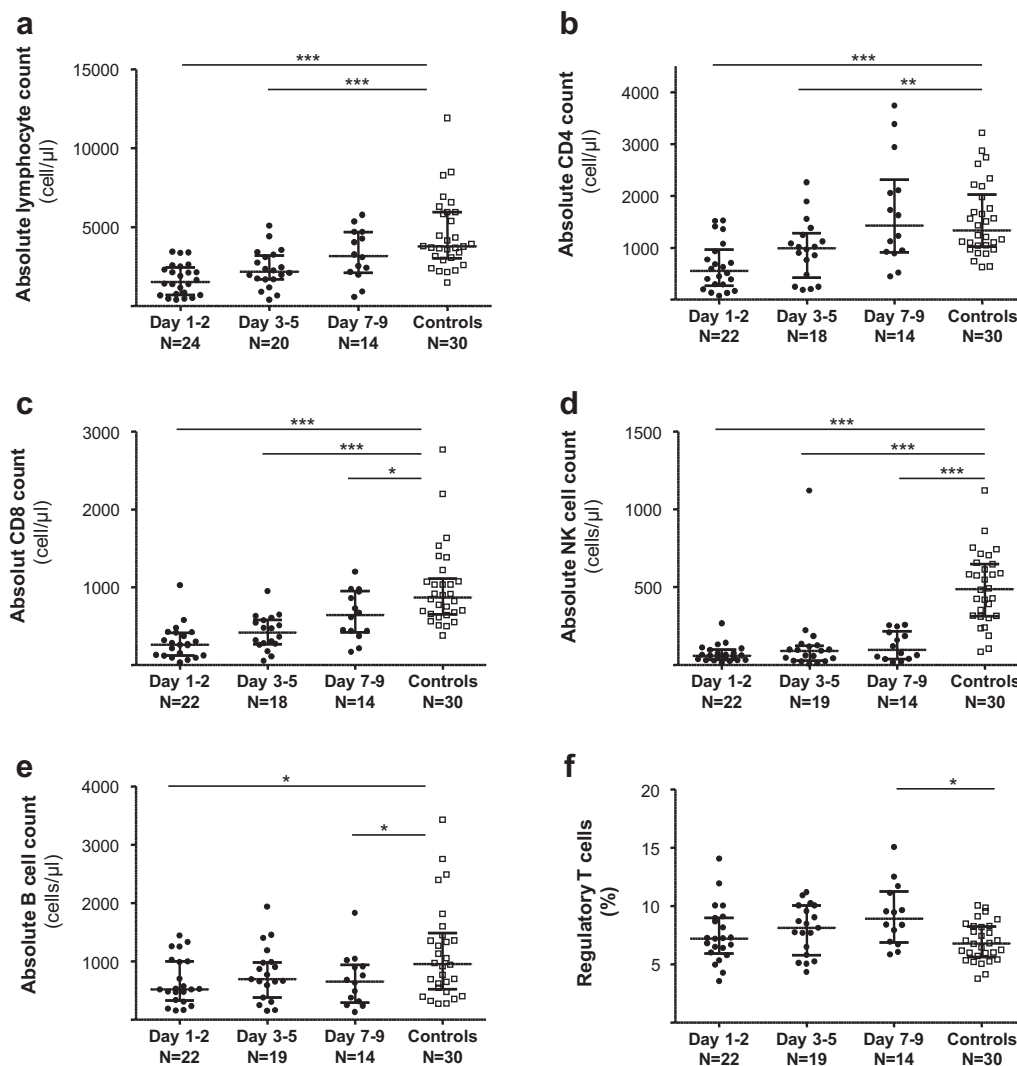 a
Absolute lymphocyte count
(cell/µl)
15000
10000
5000
0
***
***
Day 1-2
N=24
Day 3-5
N=20
Day 7-9
N=14
Controls
N=30
b
Absolute CD4 count
(cell/µl)
4000
3000
2000
1000
0
***
**
Day 1-2
N=22
Day 3-5
N=18
Day 7-9
N=14
Controls
N=30
c
Absolut CD8 count
(cell/µl)
3000
2000
1000
0
***
***
*
Day 1-2
N=22
Day 3-5
N=18
Day 7-9
N=14
Controls
N=30
d
Absolute NK cell count
(cells/µl)
1500
1000
500
0
***
***
***
Day 1-2
N=22
Day 3-5
N=19
Day 7-9
N=14
Controls
N=30
e
Absolute B cell count
(cells/µl)
4000
3000
2000
1000
0
*
*
Day 1-2
N=22
Day 3-5
N=19
Day 7-9
N=14
Controls
N=30
f
Regulatory T cells
(%)
20
15
10
5
0
*
Day 1-2
N=22
Day 3-5
N=19
Day 7-9
N=14
Controls
N=30